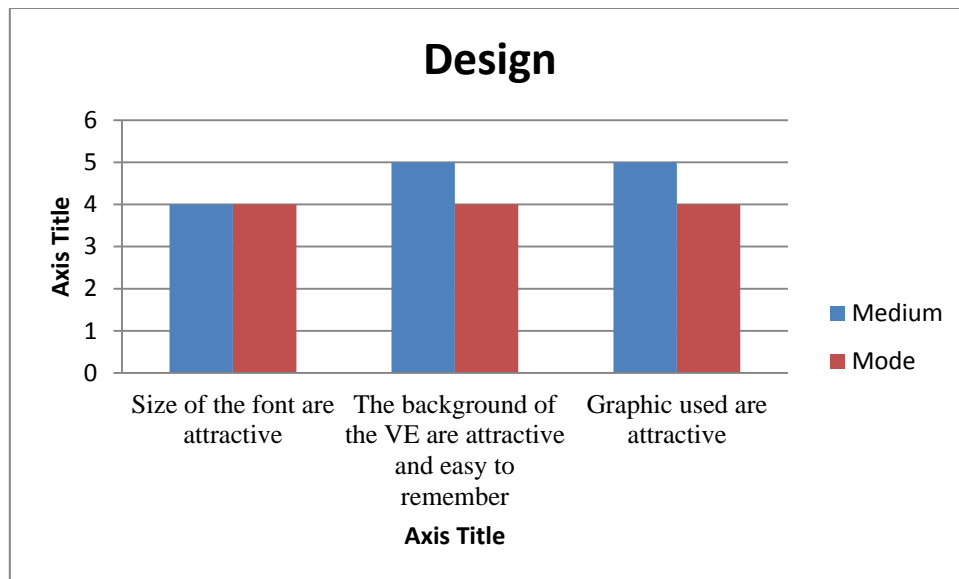 Design
6
5
4
3
2
1
0
Axis Title
Size of the font are
attractive
The background of
the VE are attractive
and easy to
remember
Graphic used are
attractive
Axis Title
Medium
Mode